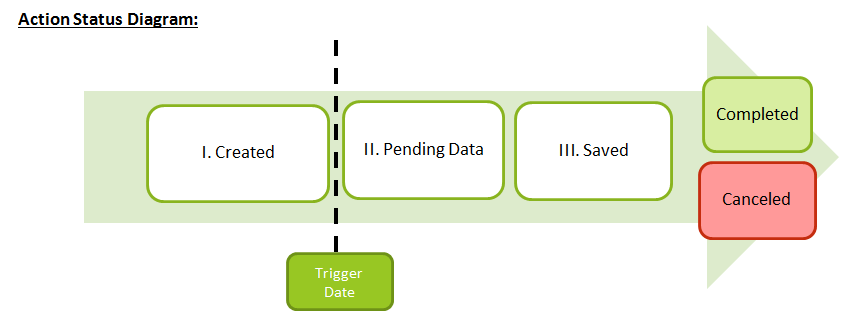 Action Status Diagram:
I. Created
II. Pending Data
III. Saved
Completed
Canceled
Trigger
Date